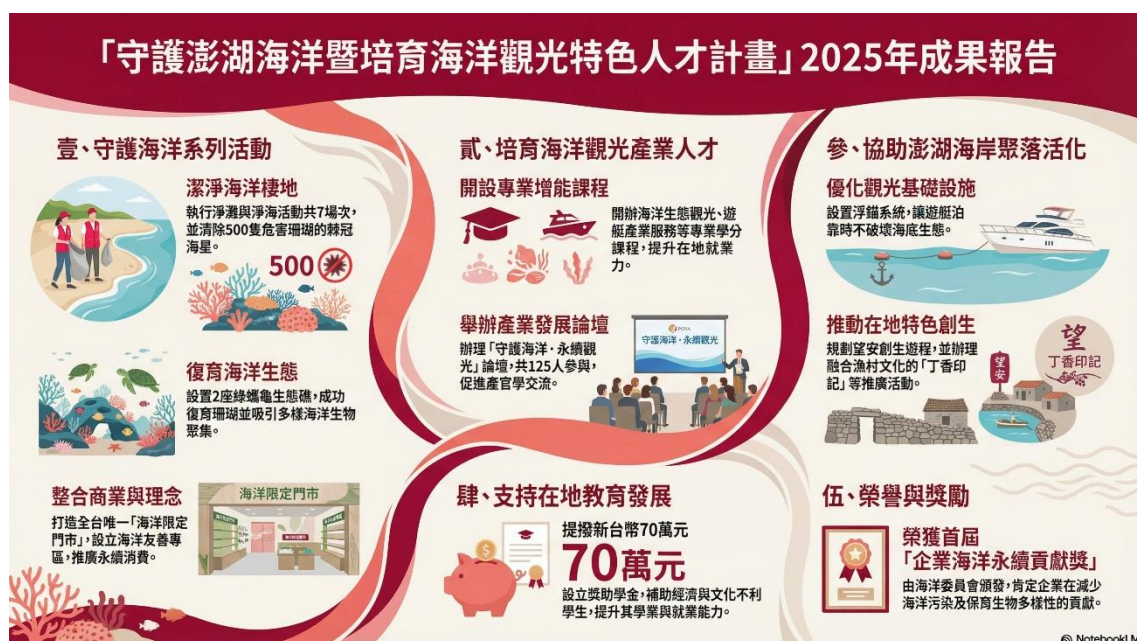 「守護澎湖海洋暨培育海洋觀光特色人才計畫」2025年成果報告
壹、守護海洋系列活動
潔淨海洋棲地
執行淨灘與淨海活動共7場次，
並清除500隻危害珊瑚的棘冠
海星。
500
復育海洋生態
設置2座綠蠵龜生態礁，成功
復育珊瑚並吸引多樣海洋生物
聚集。
整合商業與理念
打造全台唯一「海洋限定
門市」，設立海洋友善專
區，推廣永續消費。
海洋限定門市
貳、培育海洋觀光產業人才
開設專業增能課程
開辦海洋生態觀光、遊
艇產業服務等專業學分
課程，提升在地就業
力。
舉辦產業發展論壇
辦理「守護海洋·永續觀
光」論壇，共125人參與，
促進產官學交流。
POYA
守護海洋·永續觀光
參、協助澎湖海岸聚落活化
優化觀光基礎設施
設置浮錨系統，讓遊艇泊
靠時不破壞海底生態。
推動在地特色創生
規劃望安創生遊程，並辦理
融合漁村文化的「丁香印
記」等推廣活動。
望安
望
丁香印記
肆、支持在地教育發展
提撥新台幣70萬元
70萬元
設立獎助學金，補助經濟與文化不利
學生，提升其學業與就業能力。
伍、榮譽與獎勵
榮獲首屆
「企業海洋永續貢獻獎」
由海洋委員會頒發，肯定企業在減少
海洋污染及保育生物多樣性的貢獻。
NotebookLM